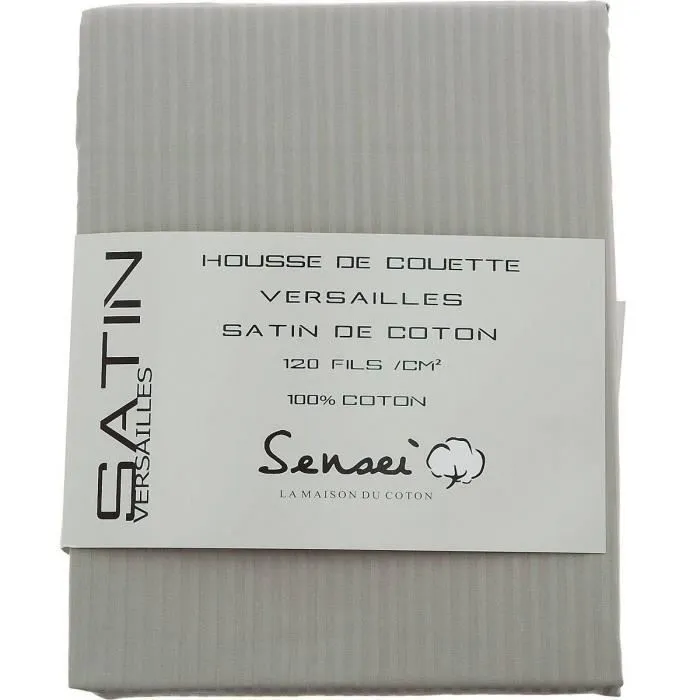 SATIN
VERSAILLES
HOUSSE DE COUETTE
VERSAILLES
SATIN DE COTON
120 FILS /CM²
100% COTON
Sensei
LA MAISON DU COTON